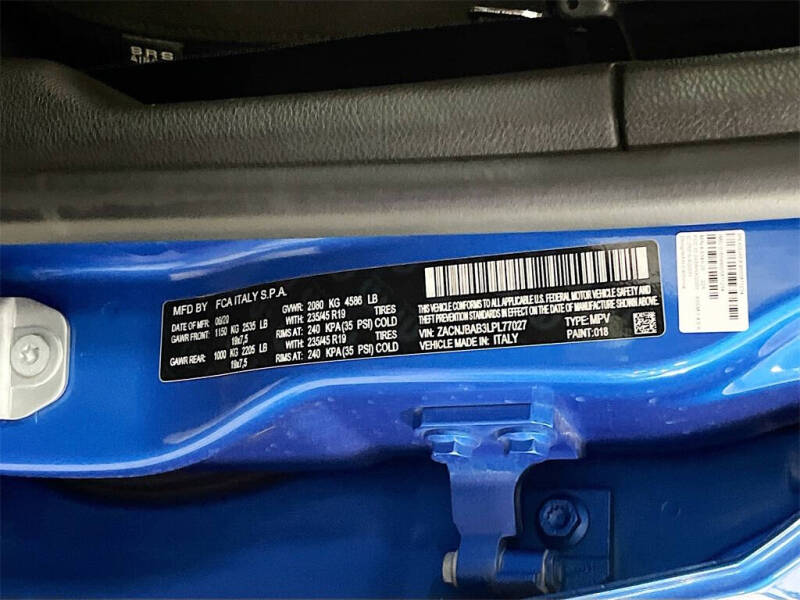 SRS
MFD BY FCA ITALY S.P.A. GVWR: 2080 KG 4586 LB
DATE OF MFR: 06/20 WITH: 235/45 R19 TIRES
GAWR FRONT: 1150 KG 2535 LB RIMS AT: 240 KPA(35 PSI) COLD
19x7,5 WITH: 235/45 R19 TIRES
GAWR REAR: 1000 KG 2205 LB RIMS AT: 240 KPA(35 PSI) COLD
19x7,5
THIS VEHICLE CONFORMS TO ALL APPLICABLE U.S. FEDERAL MOTOR VEHICLE SAFETY AND
THEFT PREVENTION STANDARDS IN EFFECT ON THE DATE OF MANUFACTURE SHOWN ABOVE.
VIN: ZACNJBAB3LPL77027 TYPE: MPV
VEHICLE MADE IN: ITALY PAINT: 018